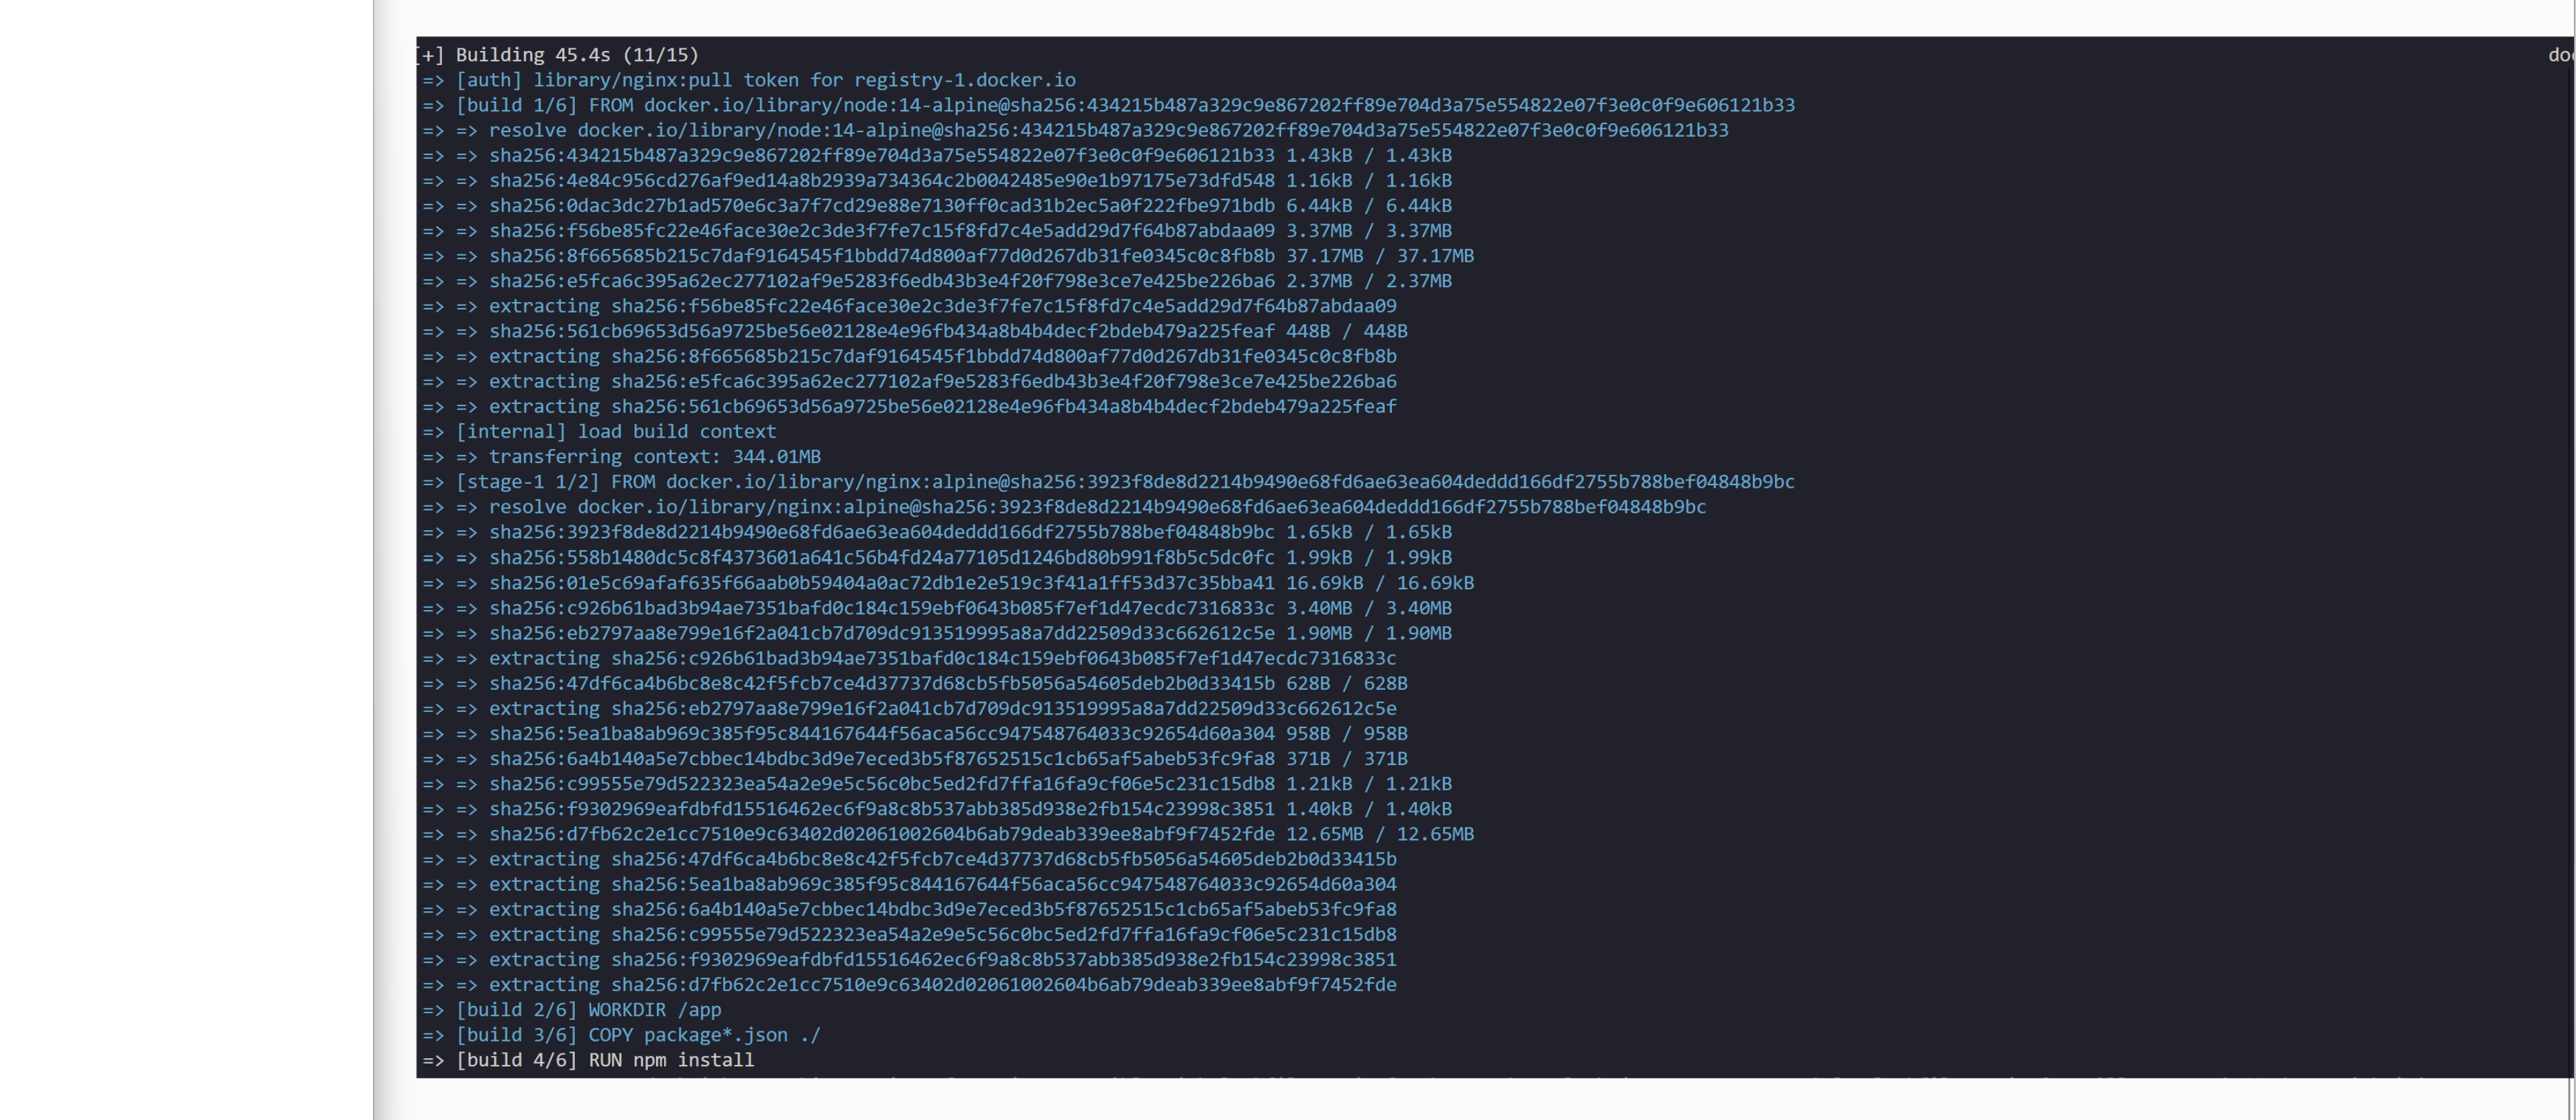 [+] Building 45.4s (11/15)
=> [auth] library/nginx:pull token for registry-1.docker.io
=> [build 1/6] FROM docker.io/library/node:14-alpine@sha256:434215b487a329c9e867202ff89e704d3a75e554822e07f3e0c0f9e606121b33
=> => resolve docker.io/library/node:14-alpine@sha256:434215b487a329c9e867202ff89e704d3a75e554822e07f3e0c0f9e606121b33
=> => sha256:434215b487a329c9e867202ff89e704d3a75e554822e07f3e0c0f9e606121b33 1.43kB / 1.43kB
=> => sha256:4e84c956cd276af9ed14a8b2939a734364c2b0042485e90e1b97175e73dfd548 1.16kB / 1.16kB
=> => sha256:0dac3dc27b1ad570e6c3a7f7cd29e88e7130ff0cad31b2ec5a0f222fbe971bdb 6.44kB / 6.44kB
=> => sha256:f56be85fc22e46face30e2c3de3f7fe7c15f8fd7c4e5add29d7f64b87abdaa09 3.37MB / 3.37MB
=> => sha256:8f665685b215c7daf9164545f1bbdd74d800af77d0d267db31fe0345c0c8fb8b 37.17MB / 37.17MB
=> => sha256:e5fca6c395a62ec277102af9e5283f6edb43b3e4f20f798e3ce7e425be226ba6 2.37MB / 2.37MB
=> => extracting sha256:f56be85fc22e46face30e2c3de3f7fe7c15f8fd7c4e5add29d7f64b87abdaa09
=> => sha256:561cb69653d56a9725be56e02128e4e96fb434a8b4b4decf2bdeb479a225feaf 448B / 448B
=> => extracting sha256:8f665685b215c7daf9164545f1bbdd74d800af77d0d267db31fe0345c0c8fb8b
=> => extracting sha256:e5fca6c395a62ec277102af9e5283f6edb43b3e4f20f798e3ce7e425be226ba6
=> => extracting sha256:561cb69653d56a9725be56e02128e4e96fb434a8b4b4decf2bdeb479a225feaf
=> [internal] load build context
=> => transferring context: 344.01MB
=> [stage-1 1/2] FROM docker.io/library/nginx:alpine@sha256:3923f8de8d2214b9490e68fd6ae63ea604deddd166df2755b788bef04848b9bc
=> => resolve docker.io/library/nginx:alpine@sha256:3923f8de8d2214b9490e68fd6ae63ea604deddd166df2755b788bef04848b9bc
=> => sha256:3923f8de8d2214b9490e68fd6ae63ea604deddd166df2755b788bef04848b9bc 1.65kB / 1.65kB
=> => sha256:558b1480dc5c8f4373601a641c56b4fd24a77105d1246bd80b991f8b5c5dc0fc 1.99kB / 1.99kB
=> => sha256:01e5c69afaf635f66aab0b59404a0ac72db1e2e519c3f41a1ff53d37c35bba41 16.69kB / 16.69kB
=> => sha256:c926b61bad3b94ae7351bafd0c184c159ebf0643b085f7ef1d47ecdc7316833c 3.40MB / 3.40MB
=> => sha256:eb2797aa8e799e16f2a041cb7d709dc913519995a8a7dd22509d33c662612c5e 1.90MB / 1.90MB
=> => extracting sha256:c926b61bad3b94ae7351bafd0c184c159ebf0643b085f7ef1d47ecdc7316833c
=> => sha256:47df6ca4b6bc8e8c42f5fcb7ce4d37737d68cb5fb5056a54605deb2b0d33415b 628B / 628B
=> => extracting sha256:eb2797aa8e799e16f2a041cb7d709dc913519995a8a7dd22509d33c662612c5e
=> => sha256:5ea1ba8ab969c385f95c844167644f56aca56cc947548764033c92654d60a304 958B / 958B
=> => sha256:6a4b140a5e7cbbec14bdbc3d9e7eced3b5f87652515c1cb65af5abeb53fc9fa8 371B / 371B
=> => sha256:c99555e79d522323ea54a2e9e5c56c0bc5ed2fd7ffa16fa9cf06e5c231c15db8 1.21kB / 1.21kB
=> => sha256:f9302969eafdbfd15516462ec6f9a8c8b537abb385d938e2fb154c23998c3851 1.40kB / 1.40kB
=> => sha256:d7fb62c2e1cc7510e9c63402d02061002604b6ab79deab339ee8abf9f7452fde 12.65MB / 12.65MB
=> => extracting sha256:47df6ca4b6bc8e8c42f5fcb7ce4d37737d68cb5fb5056a54605deb2b0d33415b
=> => extracting sha256:5ea1ba8ab969c385f95c844167644f56aca56cc947548764033c92654d60a304
=> => extracting sha256:6a4b140a5e7cbbec14bdbc3d9e7eced3b5f87652515c1cb65af5abeb53fc9fa8
=> => extracting sha256:c99555e79d522323ea54a2e9e5c56c0bc5ed2fd7ffa16fa9cf06e5c231c15db8
=> => extracting sha256:f9302969eafdbfd15516462ec6f9a8c8b537abb385d938e2fb154c23998c3851
=> => extracting sha256:d7fb62c2e1cc7510e9c63402d02061002604b6ab79deab339ee8abf9f7452fde
=> [build 2/6] WORKDIR /app
=> [build 3/6] COPY package*.json ./
=> [build 4/6] RUN npm install